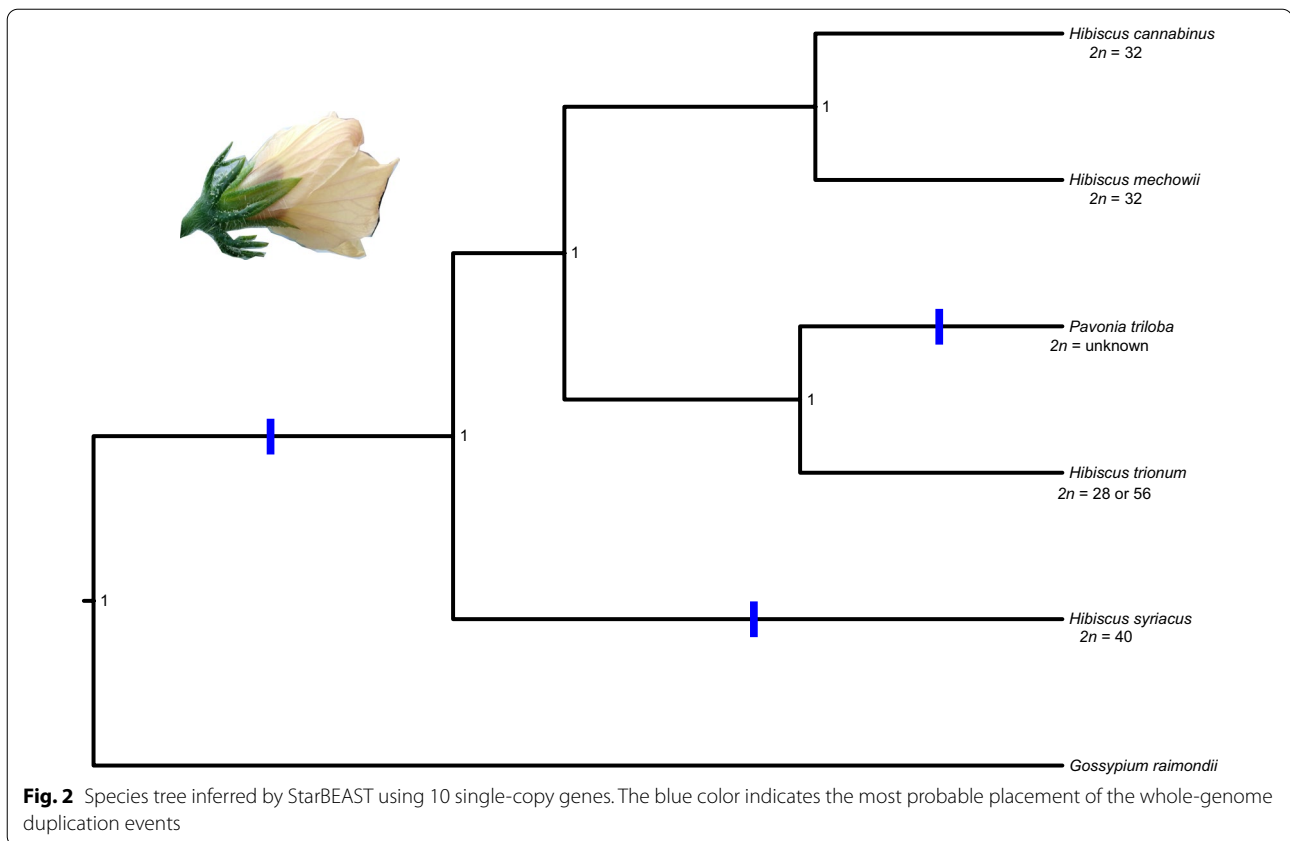 Hibiscus cannabinus
2n = 32
1
Hibiscus mechowii
2n = 32
1
Pavonia triloba
2n = unknown
1
Hibiscus trionum
2n = 28 or 56
1
1
Hibiscus syriacus
2n = 40
Gossypium raimondii
Fig. 2 Species tree inferred by StarBEAST using 10 single-copy genes. The blue color indicates the most probable placement of the whole-genome
duplication events